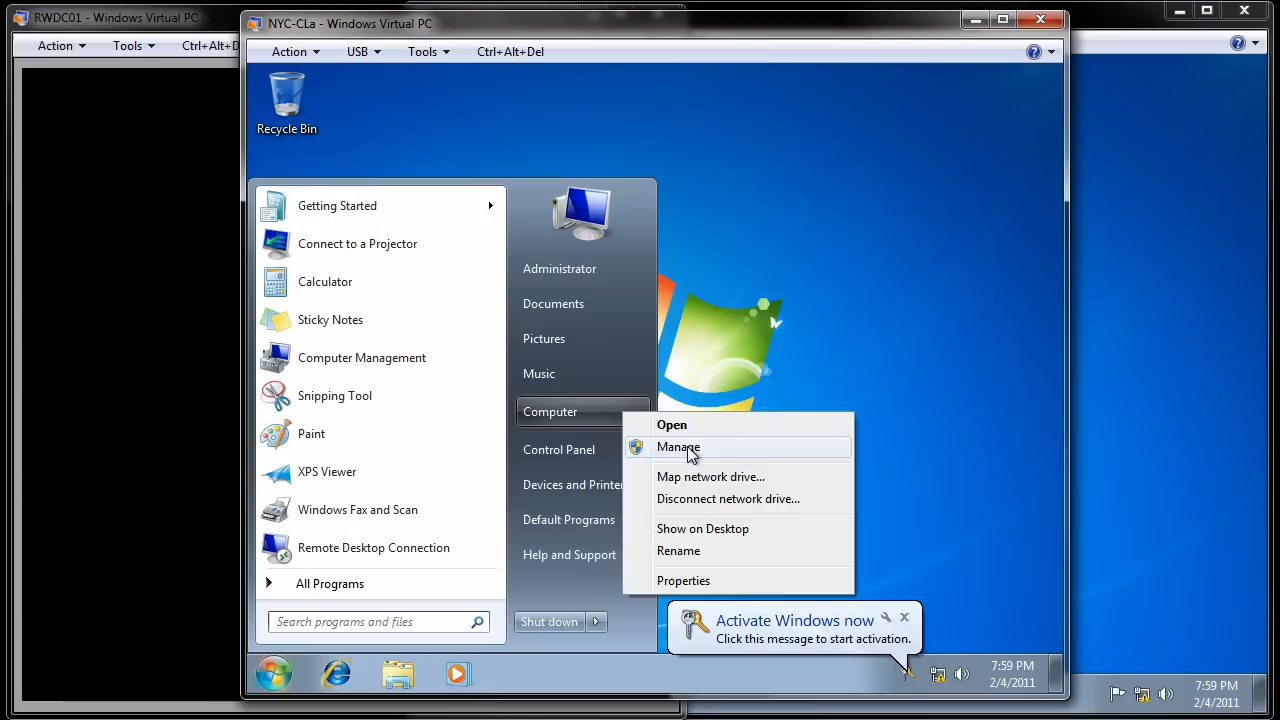 RWDC01 - Windows Virtual PC
Action Tools Ctrl+Alt+D
NYC-CLa - Windows Virtual PC
Action USB Tools Ctrl+Alt+Del
Recycle Bin
Getting Started
Connect to a Projector
Calculator
Sticky Notes
Computer Management
Snipping Tool
Paint
XPS Viewer
Windows Fax and Scan
Remote Desktop Connection
All Programs
Search programs and files
Administrator
Documents
Pictures
Music
Computer
Control Panel
Devices and Printer
Default Programs
Help and Support
Shut down
Open
Manage
Map network drive...
Disconnect network drive...
Show on Desktop
Rename
Properties
Activate Windows now
Click this message to start activation.
7:59 PM
2/4/2011
7:59 PM
2/4/2011